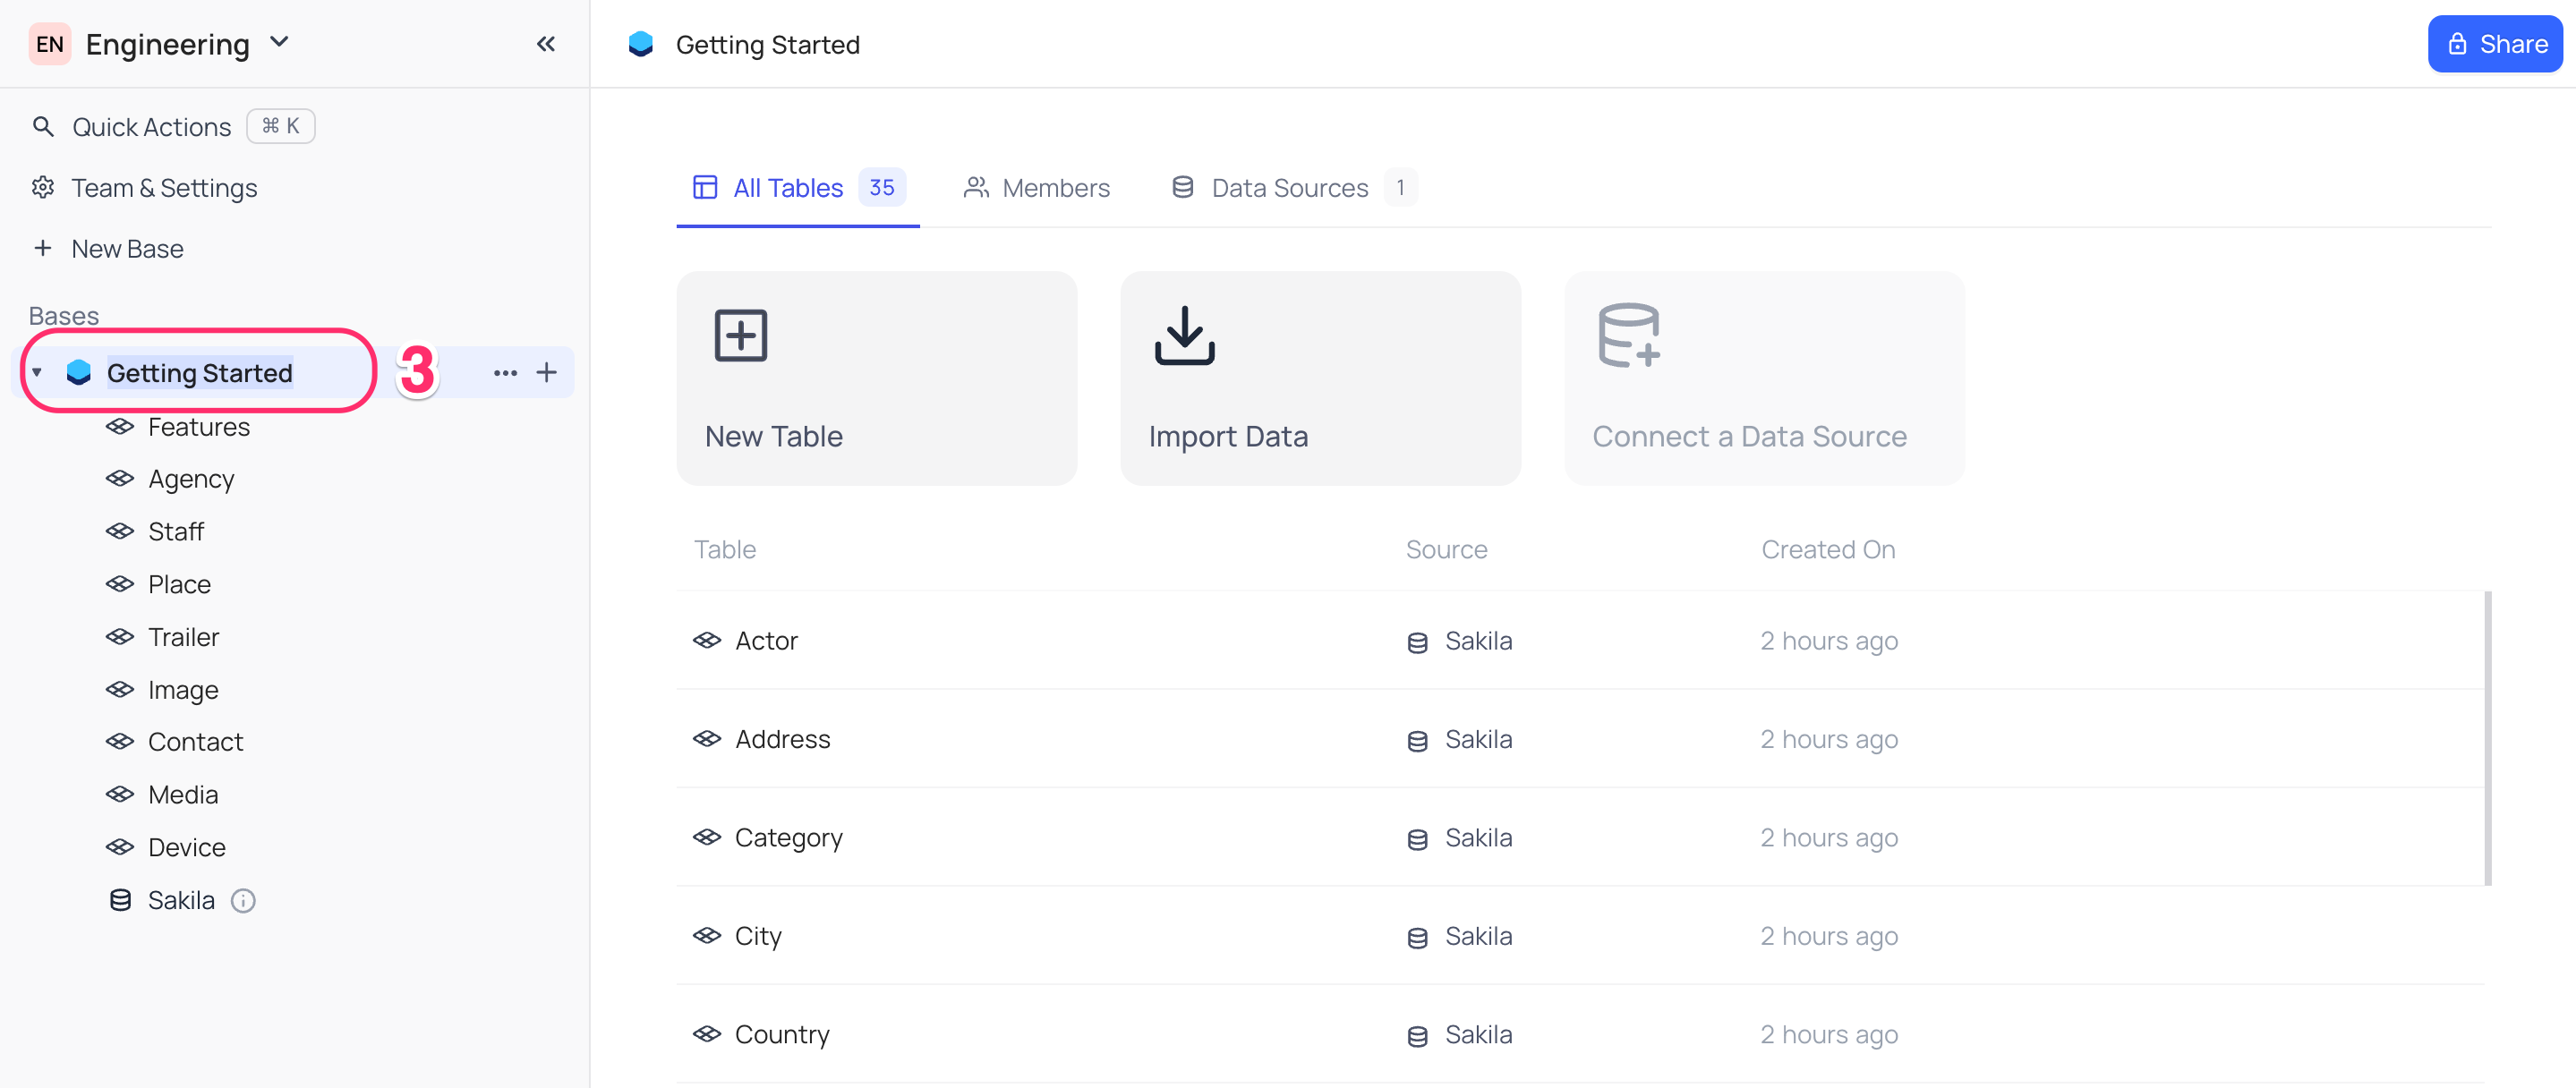 EN Engineering
Getting Started
Share
Quick Actions ⌘ K
Team & Settings
New Base
Bases
Getting Started 3
Features
Agency
Staff
Place
Trailer
Image
Contact
Media
Device
Sakila
All Tables 35 Members Data Sources 1
New Table Import Data Connect a Data Source
Table Source Created On
Actor Sakila 2 hours ago
Address Sakila 2 hours ago
Category Sakila 2 hours ago
City Sakila 2 hours ago
Country Sakila 2 hours ago